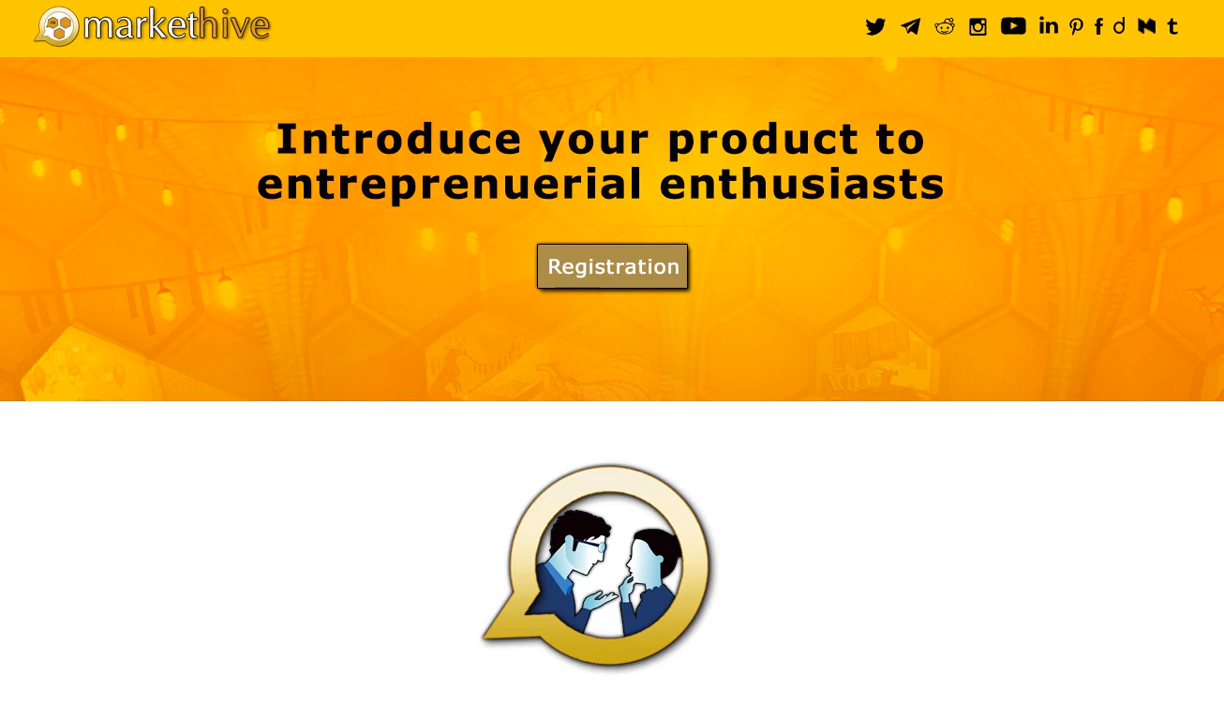 markethive
Introduce your product to
entreprenuerial enthusiasts
Registration